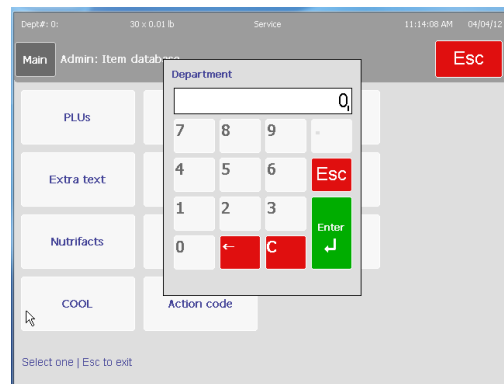 Dept#: 0: 30 x 0.01 lb Service 11:14:08 AM 04/04/12
Main Admin: Item database Esc
Department
0
PLUs
7 8 9 .
Extra text
4 5 6 Esc
1 2 3 Enter
Nutrifacts
0 ← C ↵
COOL Action code
Select one | Esc to exit